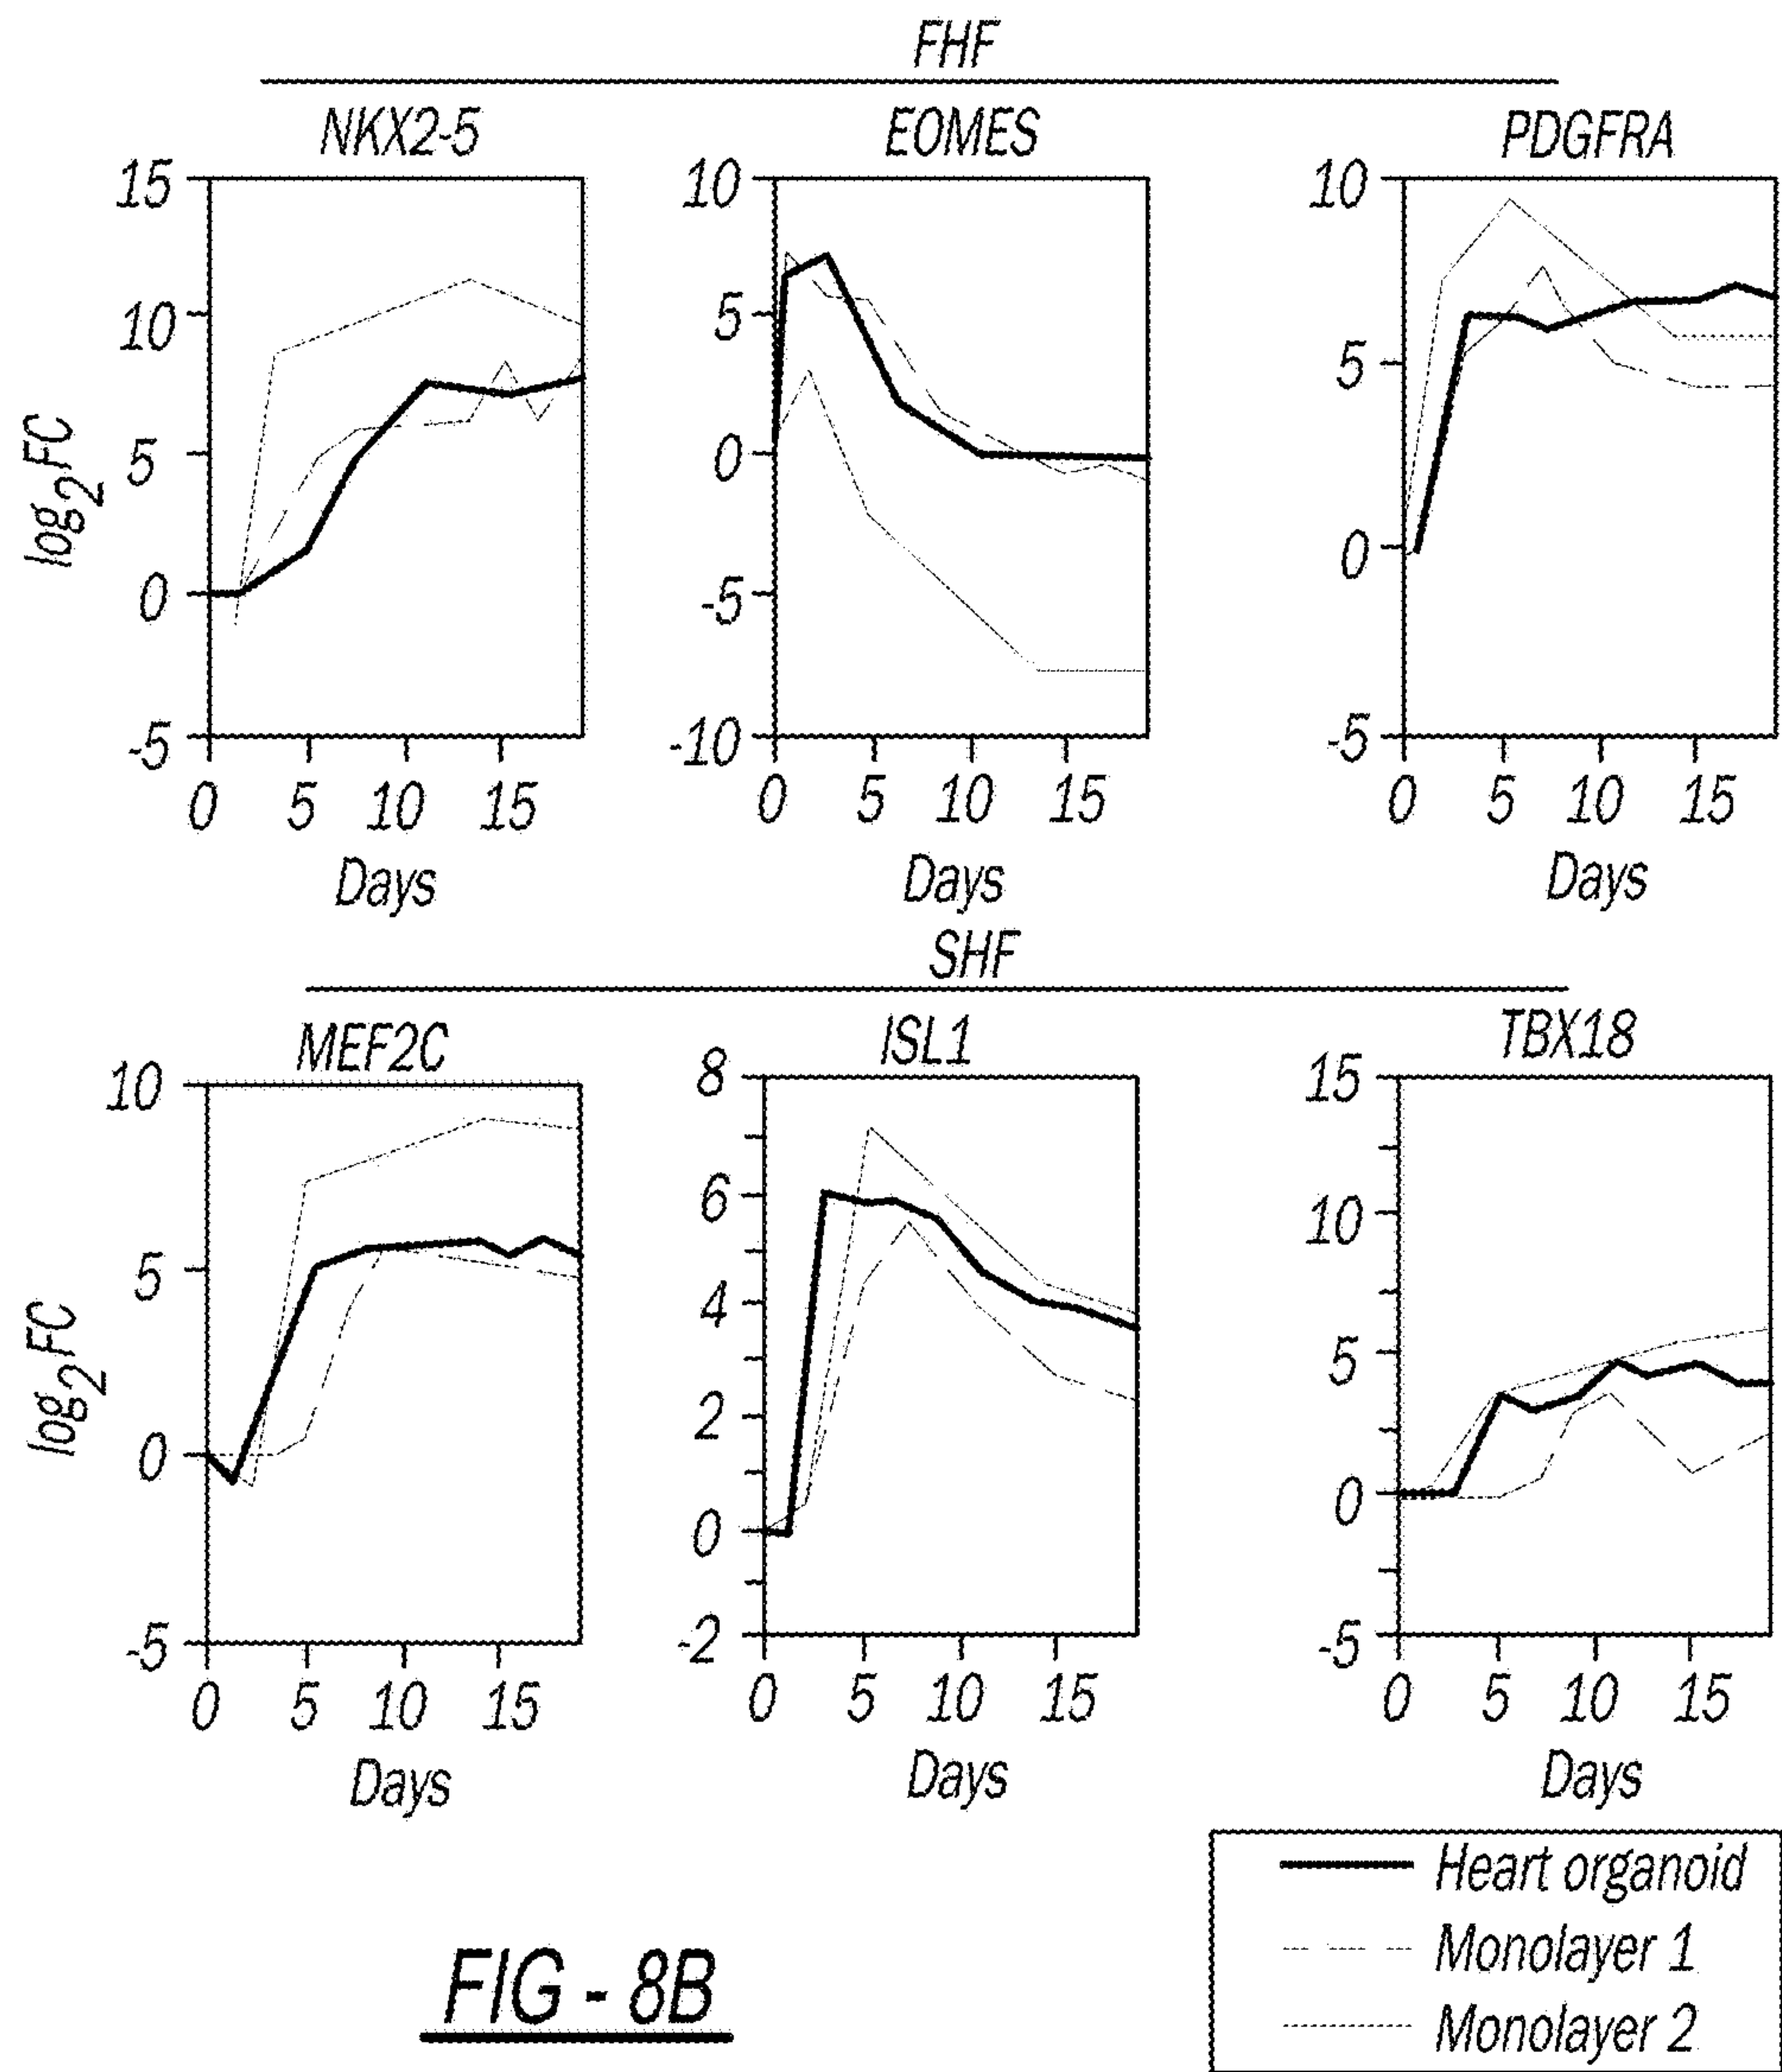 FHF
NKX2-5 EOMES PDGFRA
15 10 10
10 5 5
5 0 0
0 -5 -5
-5 -10
log2FC
0 5 10 15 0 5 10 15 0 5 10 15
Days Days Days
SHF
MEF2C ISL1 TBX18
10 8 15
5 6 10
0 4 5
-5 2 0
0 -5
-2
log2FC
0 5 10 15 0 5 10 15 0 5 10 15
Days Days Days
Heart organoid
Monolayer 1
Monolayer 2
FIG - 8B